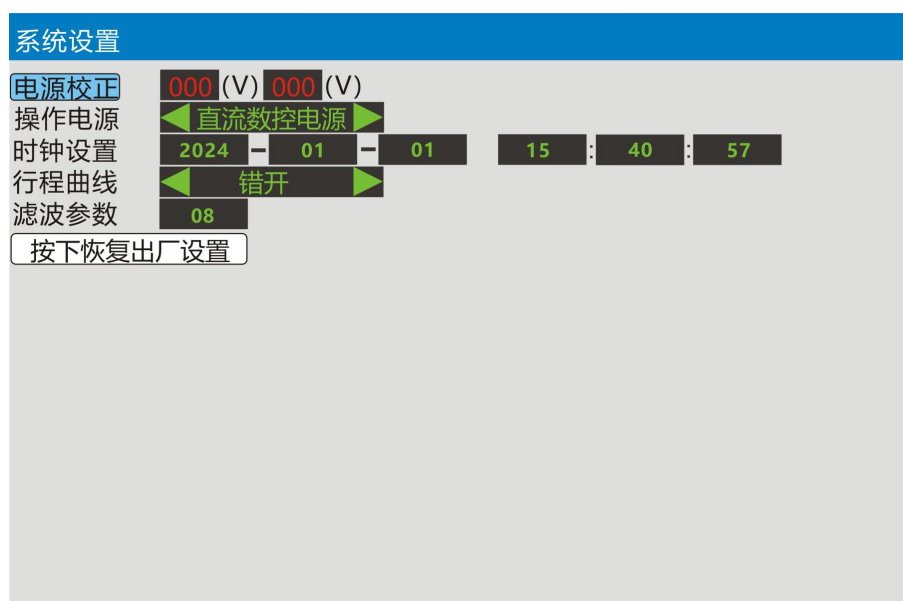 系统设置
电源校正 000 (V) 000 (V)
操作电源 直流数控电源
时钟设置 2024 - 01 - 01 15 : 40 : 57
行程曲线 错开
滤波参数 08
按下恢复出厂设置